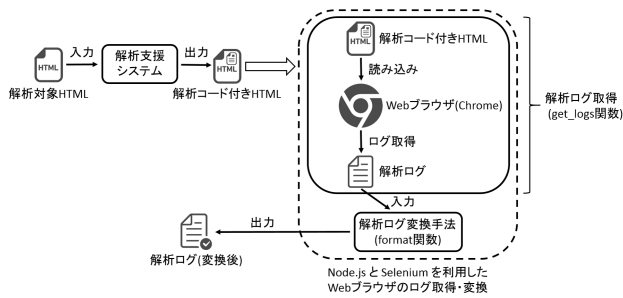 入力
HTML
解析対象HTML
解析支援
システム
出力
HTML
解析コード付きHTML
HTML
解析コード付きHTML
読み込み
Webブラウザ(Chrome)
ログ取得
解析ログ
解析ログ取得
(get_logs関数)
入力
解析ログ変換手法
(format関数)
出力
解析ログ(変換後)
Node.js と Selenium を利用した
Webブラウザのログ取得・変換